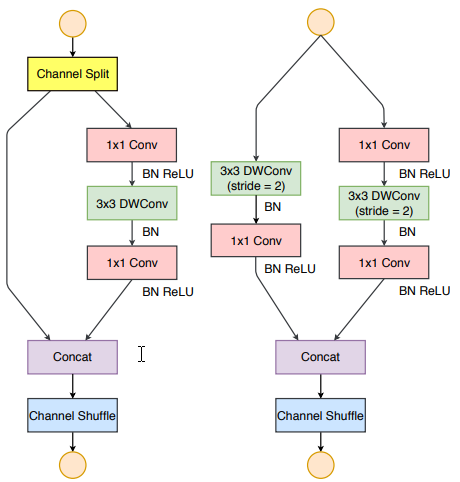 Channel Split
1x1 Conv
BN ReLU
3x3 DWConv
BN
1x1 Conv
BN ReLU
Concat
Channel Shuffle
3x3 DWConv
(stride = 2)
BN
1x1 Conv
BN ReLU
1x1 Conv
BN ReLU
3x3 DWConv
(stride = 2)
BN
1x1 Conv
BN ReLU
Concat
Channel Shuffle